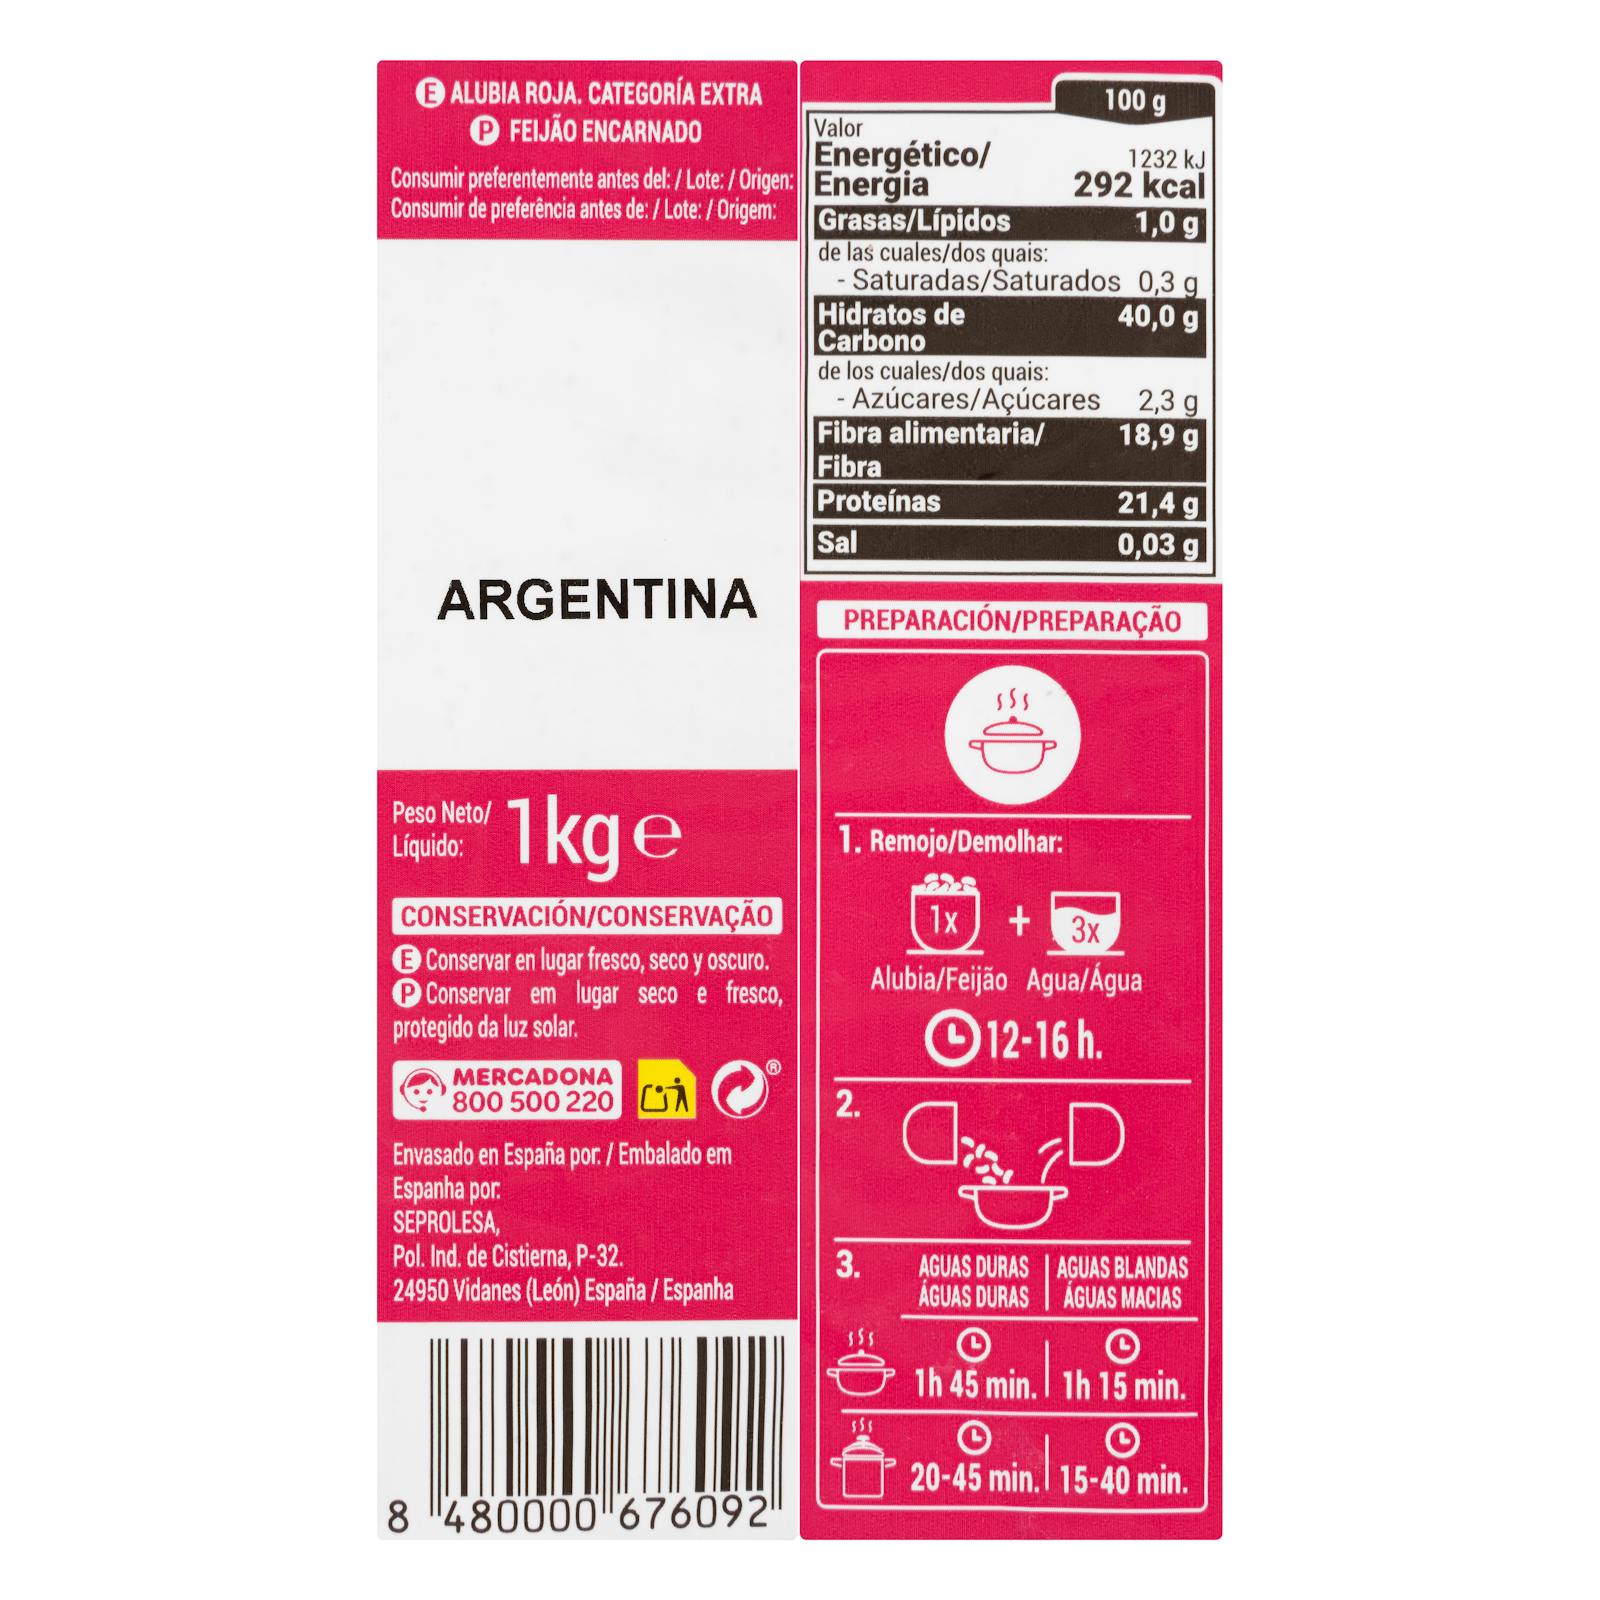 E ALUBIA ROJA. CATEGORÍA EXTRA
P FEIJÃO ENCARNADO
Consumir preferentemente antes del: / Lote: / Origen:
Consumir de preferência antes de: / Lote: / Origem:
ARGENTINA
Peso Neto/
Líquido:
1kg e
CONSERVACIÓN/CONSERVAÇÃO
E Conservar en lugar fresco, seco y oscuro.
P Conservar em lugar seco e fresco,
protegido da luz solar.
MERCADONA
800 500 220
®
Envasado en España por: / Embalado em
Espanha por:
SEPROLESA,
Pol. Ind. de Cistierna, P-32.
24950 Vidanes (León) España / Espanha
8 480000 676092
100 g
Valor
Energético/
Energia
1232 kJ
292 kcal
Grasas/Lípidos 1,0 g
de las cuales/dos quais:
- Saturadas/Saturados 0,3 g
Hidratos de 40,0 g
Carbono
de los cuales/dos quais:
- Azúcares/Açúcares 2,3 g
Fibra alimentaria/ 18,9 g
Fibra
Proteínas 21,4 g
Sal 0,03 g
PREPARACIÓN/PREPARAÇÃO
1. Remojo/Demolhar:
1x + 3x
Alubia/Feijão Agua/Água
12-16 h.
2.
3. AGUAS DURAS AGUAS BLANDAS
ÁGUAS DURAS ÁGUAS MACIAS
1h 45 min. 1h 15 min.
20-45 min. 15-40 min.